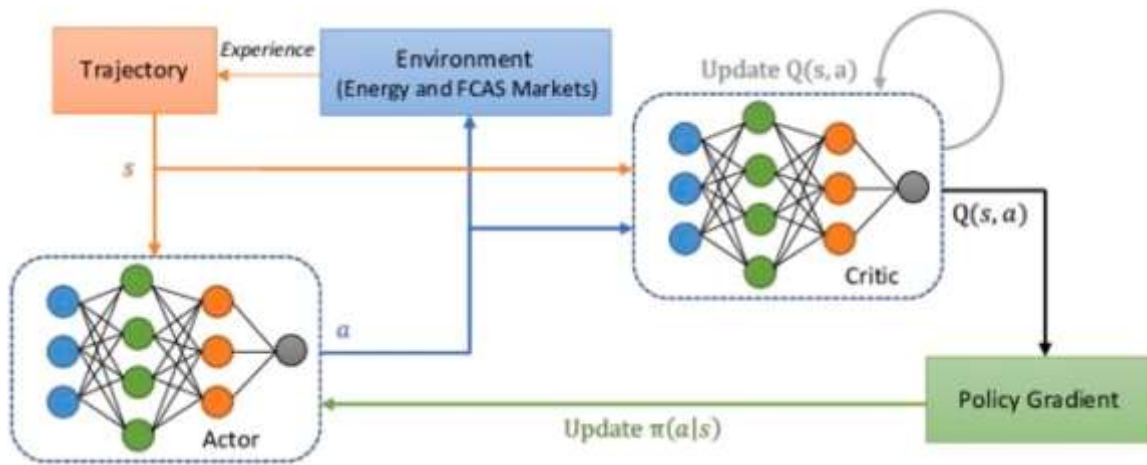 Trajectory
Experience
Environment
(Energy and FCAS Markets)
Update Q(s, a)
s
Critic
Q(s, a)
a
Actor
Update π(a|s)
Policy Gradient